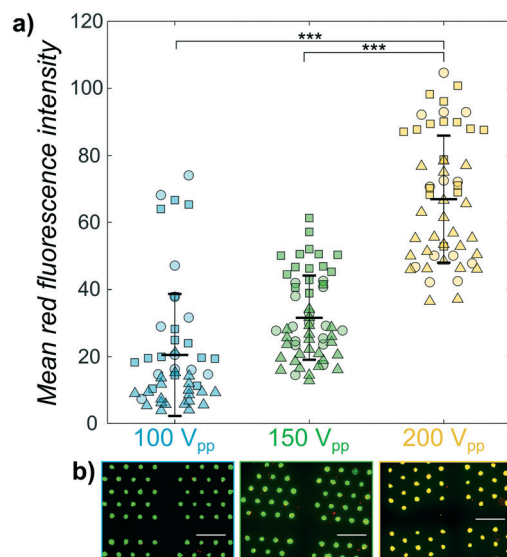 a)
Mean red fluorescence intensity
120
100
80
60
40
20
0
***
***
100 Vpp
150 Vpp
200 Vpp
b)